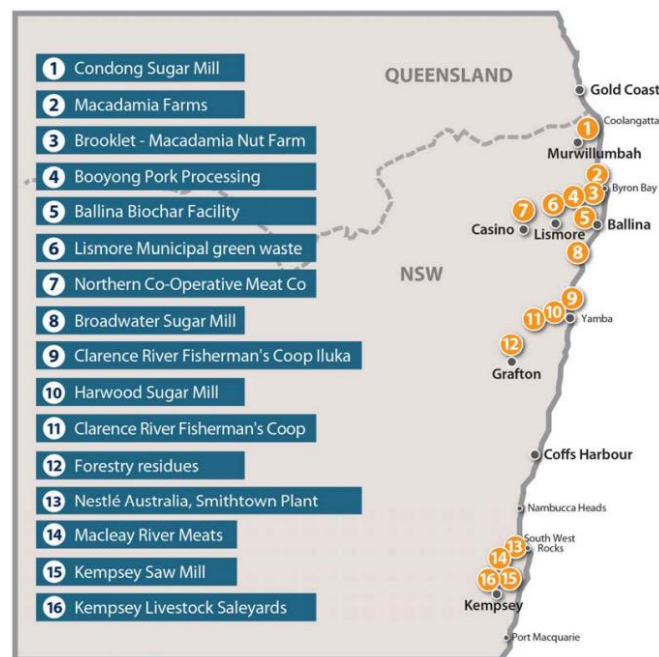 1 Condong Sugar Mill
2 Macadamia Farms
3 Brooklet - Macadamia Nut Farm
4 Booyong Pork Processing
5 Ballina Biochar Facility
6 Lismore Municipal green waste
7 Northern Co-Operative Meat Co
8 Broadwater Sugar Mill
9 Clarence River Fisherman's Coop Iluka
10 Harwood Sugar Mill
11 Clarence River Fisherman's Coop
12 Forestry residues
13 Nestlé Australia, Smithtown Plant
14 Macleay River Meats
15 Kempsey Saw Mill
16 Kempsey Livestock Saleyards
QUEENSLAND
Gold Coast
Coolangatta
1
Murwillumbah
2
Byron Bay
3
4
6
7
5
Casino
Lismore
Ballina
8
NSW
9
10
11
Yamba
12
Grafton
Coffs Harbour
Nambucca Heads
South West
Rocks
13
14
16
15
Kempsey
Port Macquarie